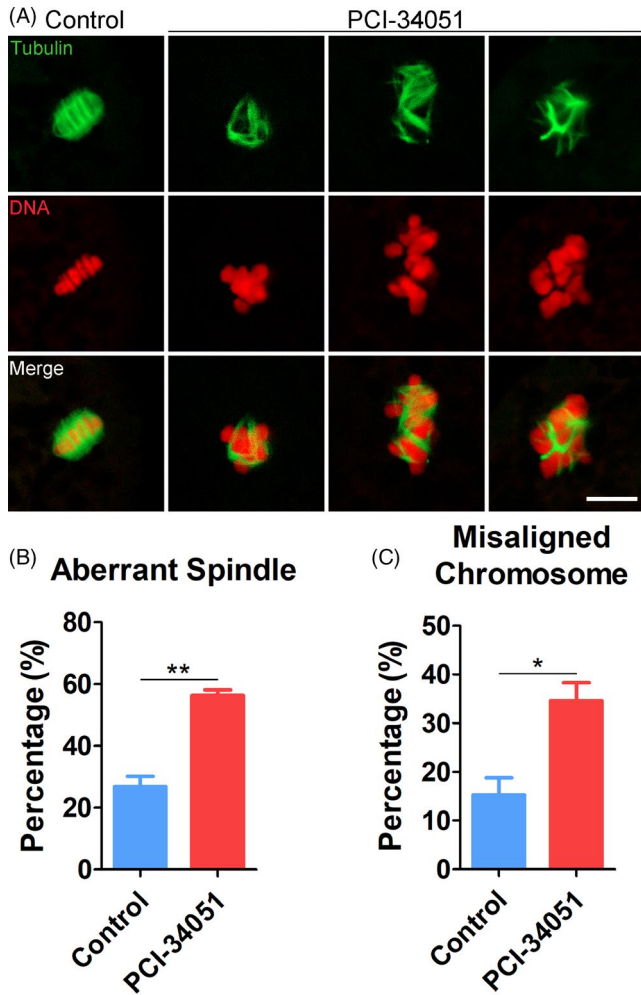 (A) Control PCI-34051
Tubulin
DNA
Merge
(B) Aberrant Spindle
Percentage (%)
80
60
40
20
0
**
Control
PCI-34051
(C) Misaligned
Chromosome
Percentage (%)
50
40
30
20
10
0
*
Control
PCI-34051